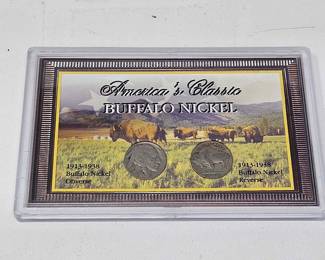 America's Classic
BUFFALO NICKEL
1913-1938
Buffalo Nickel
Obverse
1913-1938
Buffalo Nickel
Reverse